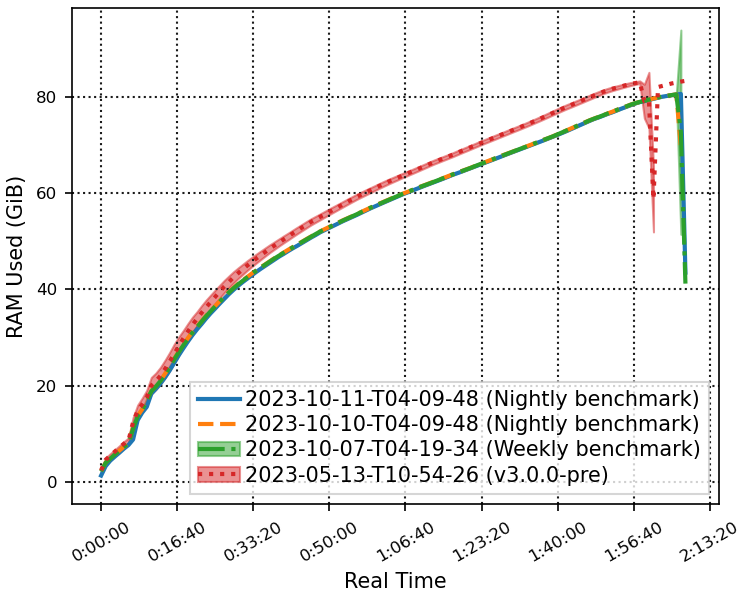 RAM Used (GiB)
80
60
40
20
0
2023-10-11-T04-09-48 (Nightly benchmark)
2023-10-10-T04-09-48 (Nightly benchmark)
2023-10-07-T04-19-34 (Weekly benchmark)
2023-05-13-T10-54-26 (v3.0.0-pre)
0:00:00 0:16:40 0:33:20 0:50:00 1:06:40 1:23:20 1:40:00 1:56:40 2:13:20
Real Time